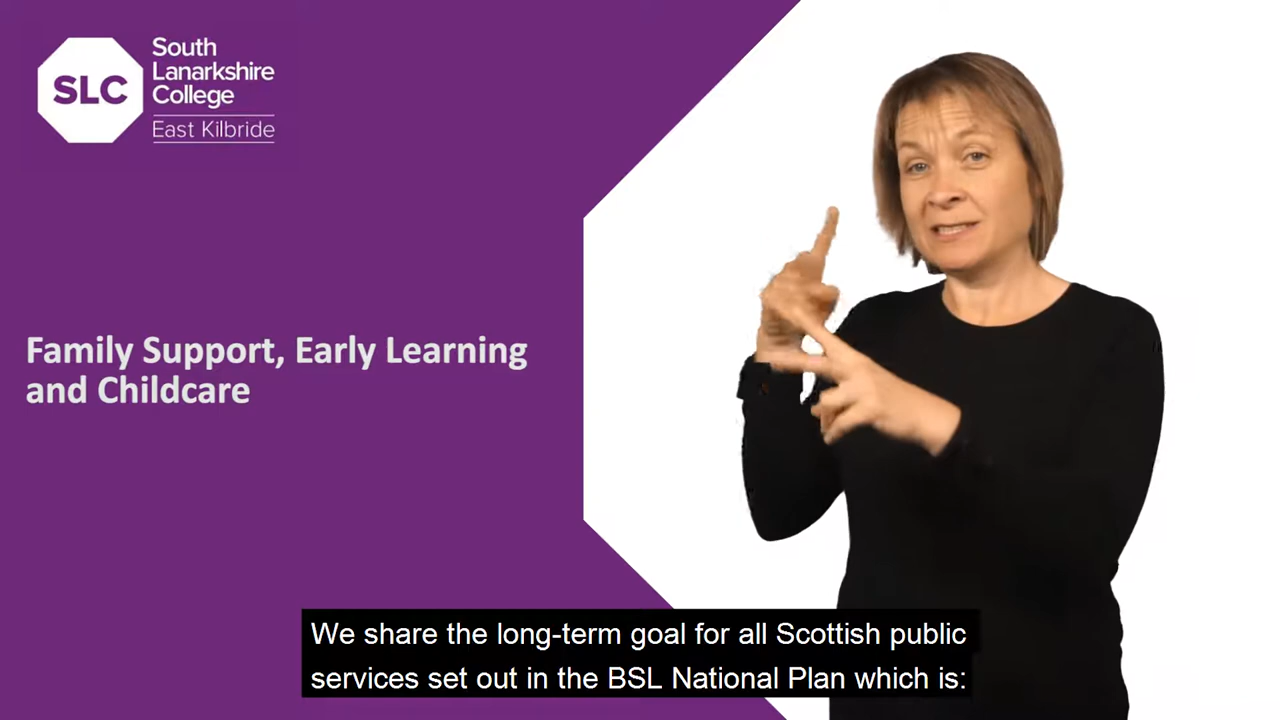 SLC
South
Lanarkshire
College
East Kilbride
Family Support, Early Learning
and Childcare
We share the long-term goal for all Scottish public
services set out in the BSL National Plan which is: